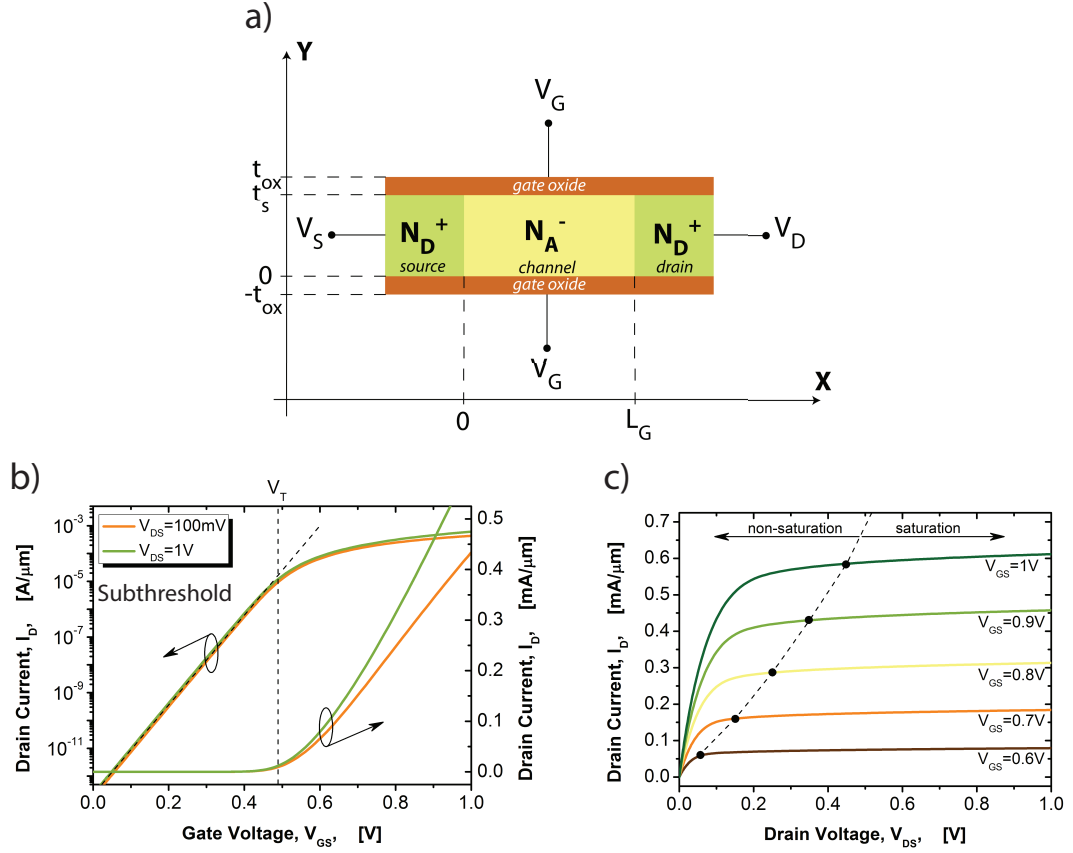 a)
Y
V_G
t_ox
gate oxide
t_s
V_S
N_D^+
N_A^-
N_D^+
V_D
source
channel
drain
0
gate oxide
-t_ox
V_G
X
0
L_G
b)
V_T
10^-3
10^-5
10^-7
10^-9
10^-11
Drain Current, I_D, [A/μm]
V_DS=100mV
V_DS=1V
Subthreshold
0.5
0.4
0.3
0.2
0.1
0.0
Drain Current, I_D, [mA/μm]
0.0 0.2 0.4 0.6 0.8 1.0
Gate Voltage, V_GS, [V]
c)
0.7
0.6
0.5
0.4
0.3
0.2
0.1
0.0
Drain Current, I_D, [mA/μm]
non-saturation
saturation
V_GS=1V
V_GS=0.9V
V_GS=0.8V
V_GS=0.7V
V_GS=0.6V
0.0 0.2 0.4 0.6 0.8 1.0
Drain Voltage, V_DS, [V]